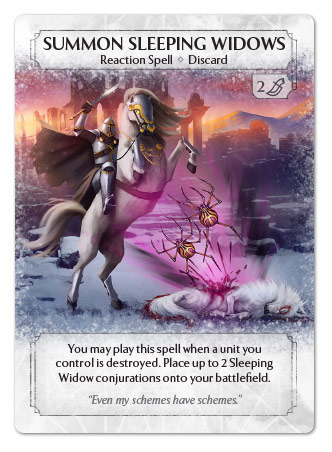 SUMMON SLEEPING WIDOWS
Reaction Spell ◇ Discard
2
You may play this spell when a unit you
control is destroyed. Place up to 2 Sleeping
Widow conjurations onto your battlefield.
“Even my schemes have schemes.”